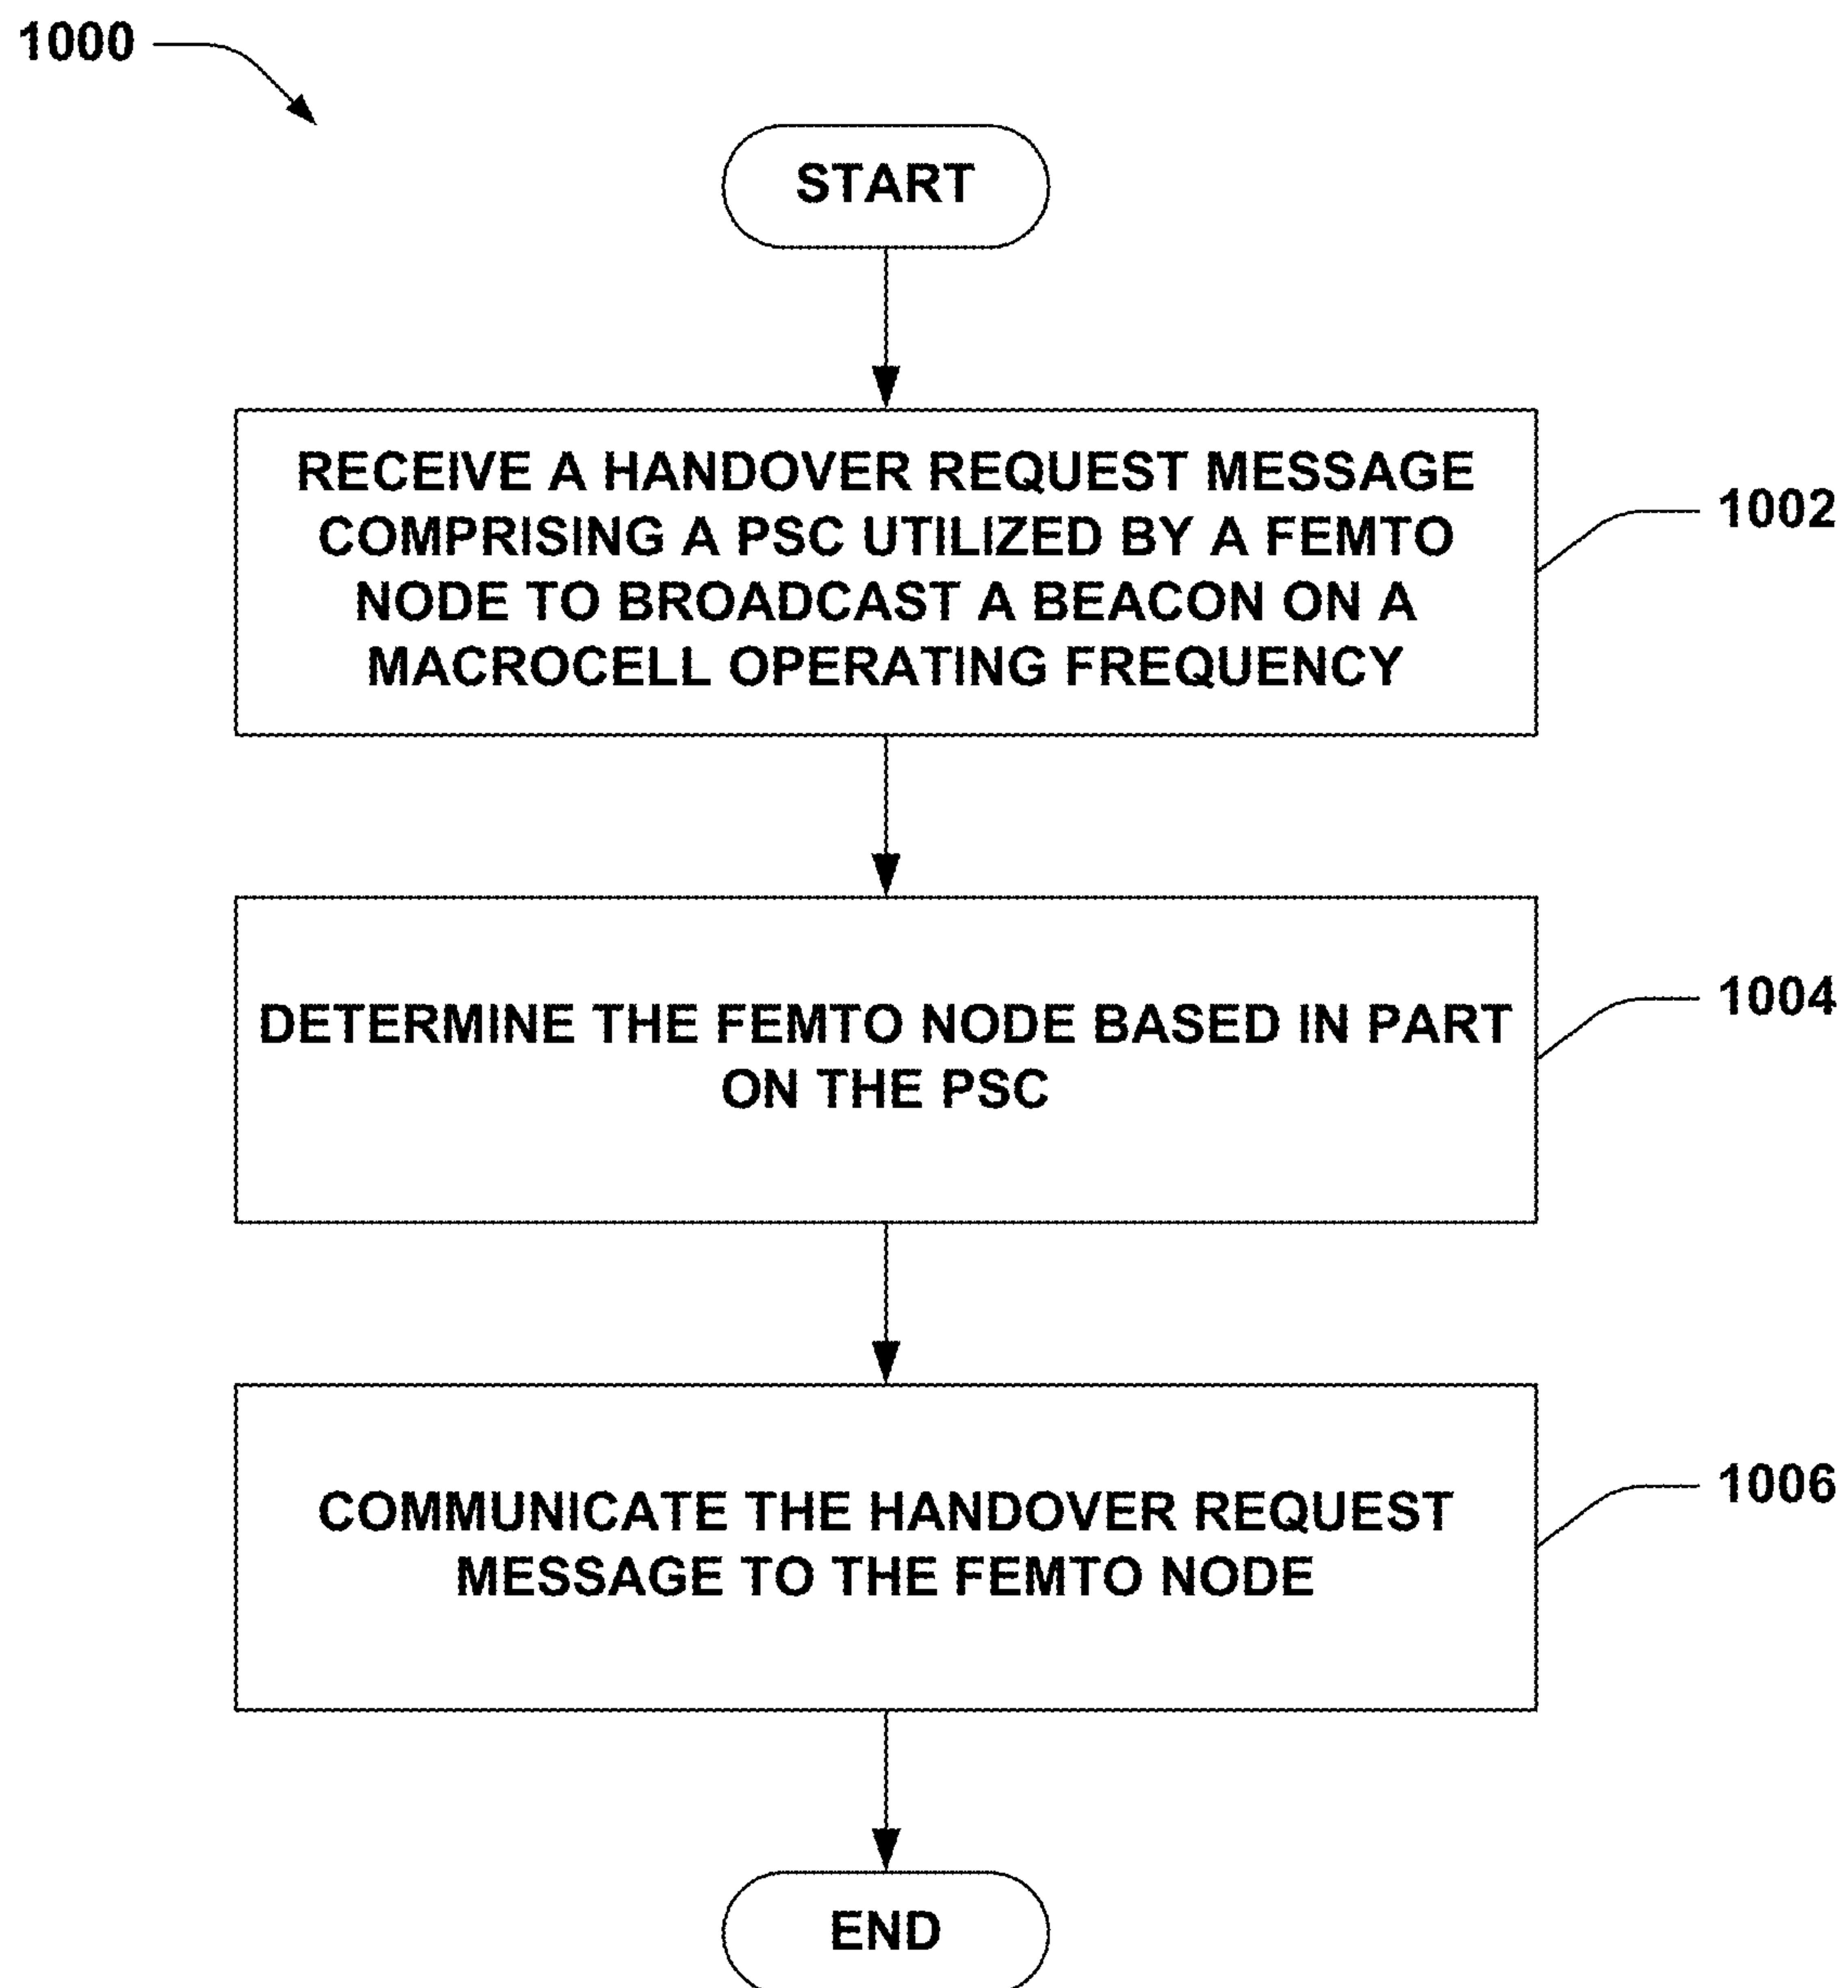 1000
START
RECEIVE A HANDOVER REQUEST MESSAGE
COMPRISING A PSC UTILIZED BY A FEMTO
NODE TO BROADCAST A BEACON ON A
MACROCELL OPERATING FREQUENCY
1002
DETERMINE THE FEMTO NODE BASED IN PART
ON THE PSC
1004
COMMUNICATE THE HANDOVER REQUEST
MESSAGE TO THE FEMTO NODE
1006
END